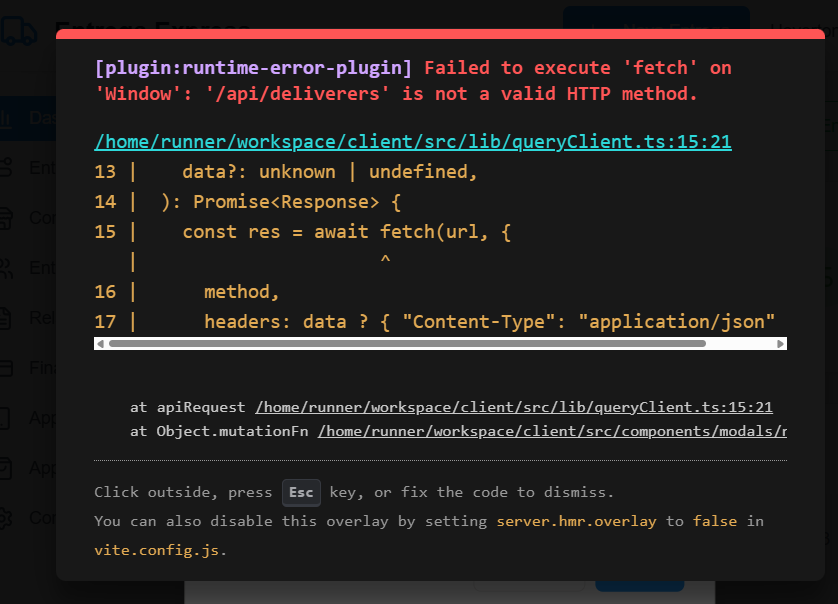 [plugin:runtime-error-plugin] Failed to execute 'fetch' on
'Window': '/api/deliverers' is not a valid HTTP method.
/home/runner/workspace/client/src/lib/queryClient.ts:15:21
13 |    data?: unknown | undefined,
14 |  ): Promise<Response> {
15 |    const res = await fetch(url, {
   |                      ^
16 |      method,
17 |      headers: data ? { "Content-Type": "application/json"
at apiRequest /home/runner/workspace/client/src/lib/queryClient.ts:15:21
at Object.mutationFn /home/runner/workspace/client/src/components/modals/
Click outside, press Esc key, or fix the code to dismiss.
You can also disable this overlay by setting server.hmr.overlay to false in
vite.config.js.